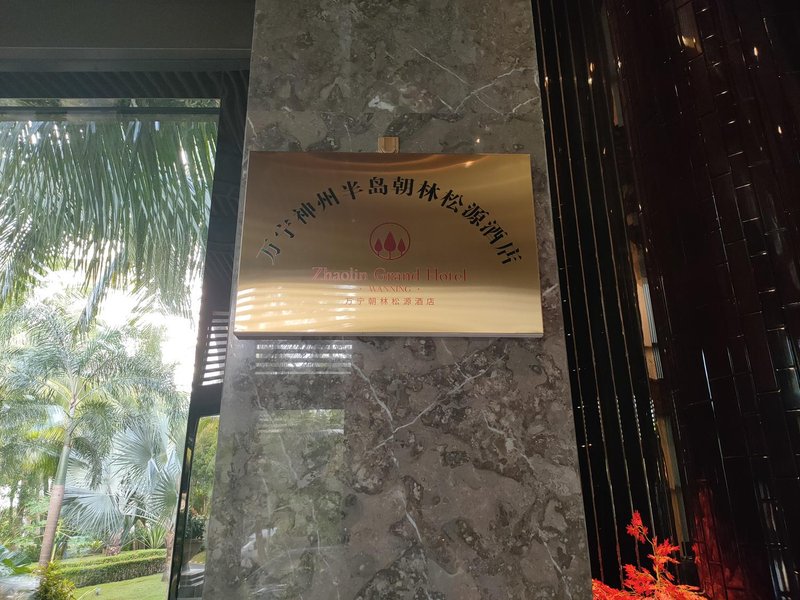 万宁神州半岛朝林松源酒店
Zhaolin Grand Hotel
· WANNING ·
万宁朝林松源酒店